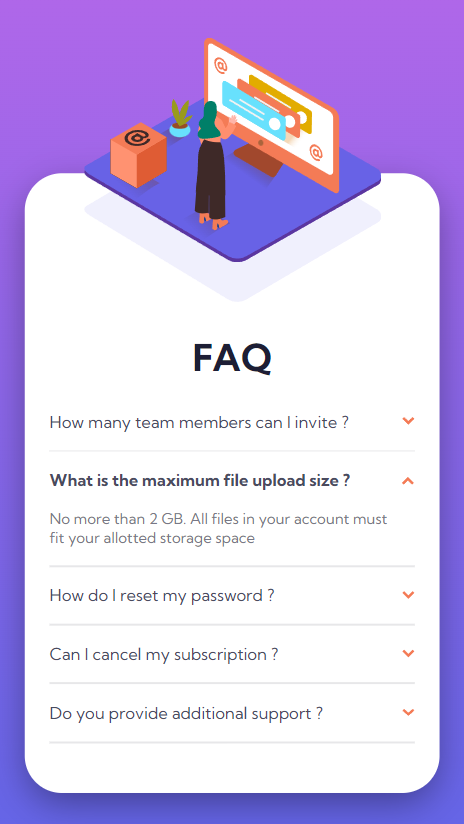 @
@
@
FAQ
How many team members can I invite ?
What is the maximum file upload size ?
No more than 2 GB. All files in your account must
fit your allotted storage space
How do I reset my password ?
Can I cancel my subscription ?
Do you provide additional support ?